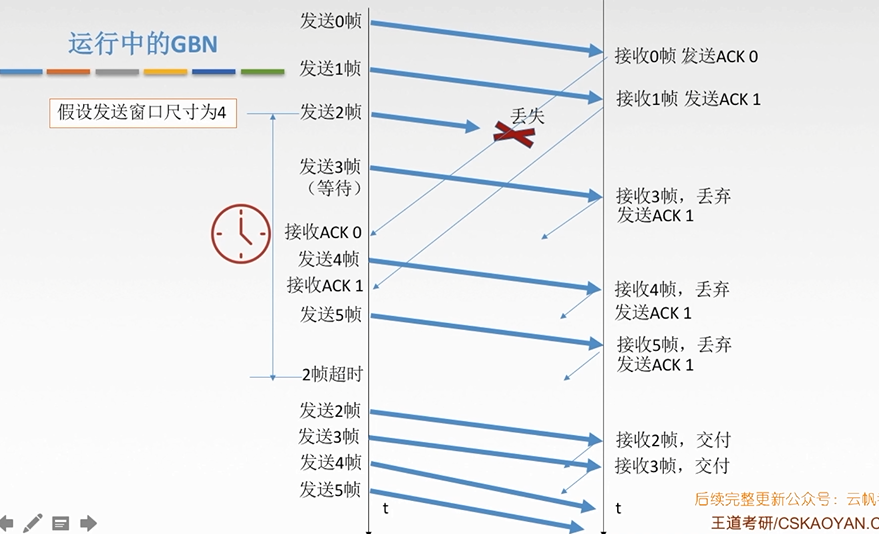 运行中的GBN
假设发送窗口尺寸为4
发送0帧
发送1帧
发送2帧
发送3帧
（等待）
接收ACK 0
发送4帧
接收ACK 1
发送5帧
2帧超时
发送2帧
发送3帧
发送4帧
发送5帧
丢失
接收0帧 发送ACK 0
接收1帧 发送ACK 1
接收3帧，丢弃
发送ACK 1
接收4帧，丢弃
发送ACK 1
接收5帧，丢弃
发送ACK 1
接收2帧，交付
接收3帧，交付
t
t
后续完整更新公众号：云帆
王道考研/CSKAOYAN.C